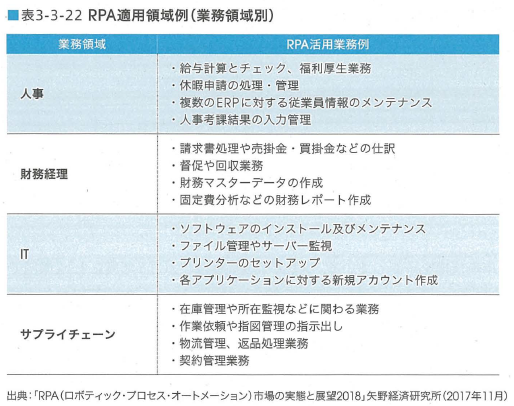 ■表3-3-22 RPA適用領域例（業務領域別）
業務領域
RPA活用業務例
人事
・給与計算とチェック、福利厚生業務
・休暇申請の処理・管理
・複数のERPに対する従業員情報のメンテナンス
・人事考課結果の入力管理
財務経理
・請求書処理や売掛金・買掛金などの仕訳
・督促や回収業務
・財務マスターデータの作成
・固定費分析などの財務レポート作成
IT
・ソフトウェアのインストール及びメンテナンス
・ファイル管理やサーバー監視
・プリンターのセットアップ
・各アプリケーションに対する新規アカウント作成
サプライチェーン
・在庫管理や所在監視などに関わる業務
・作業依頼や指図管理の指示出し
・物流管理、返品処理業務
・契約管理業務
出典：「RPA（ロボティック・プロセス・オートメーション）市場の実態と展望2018」矢野経済研究所（2017年11月）